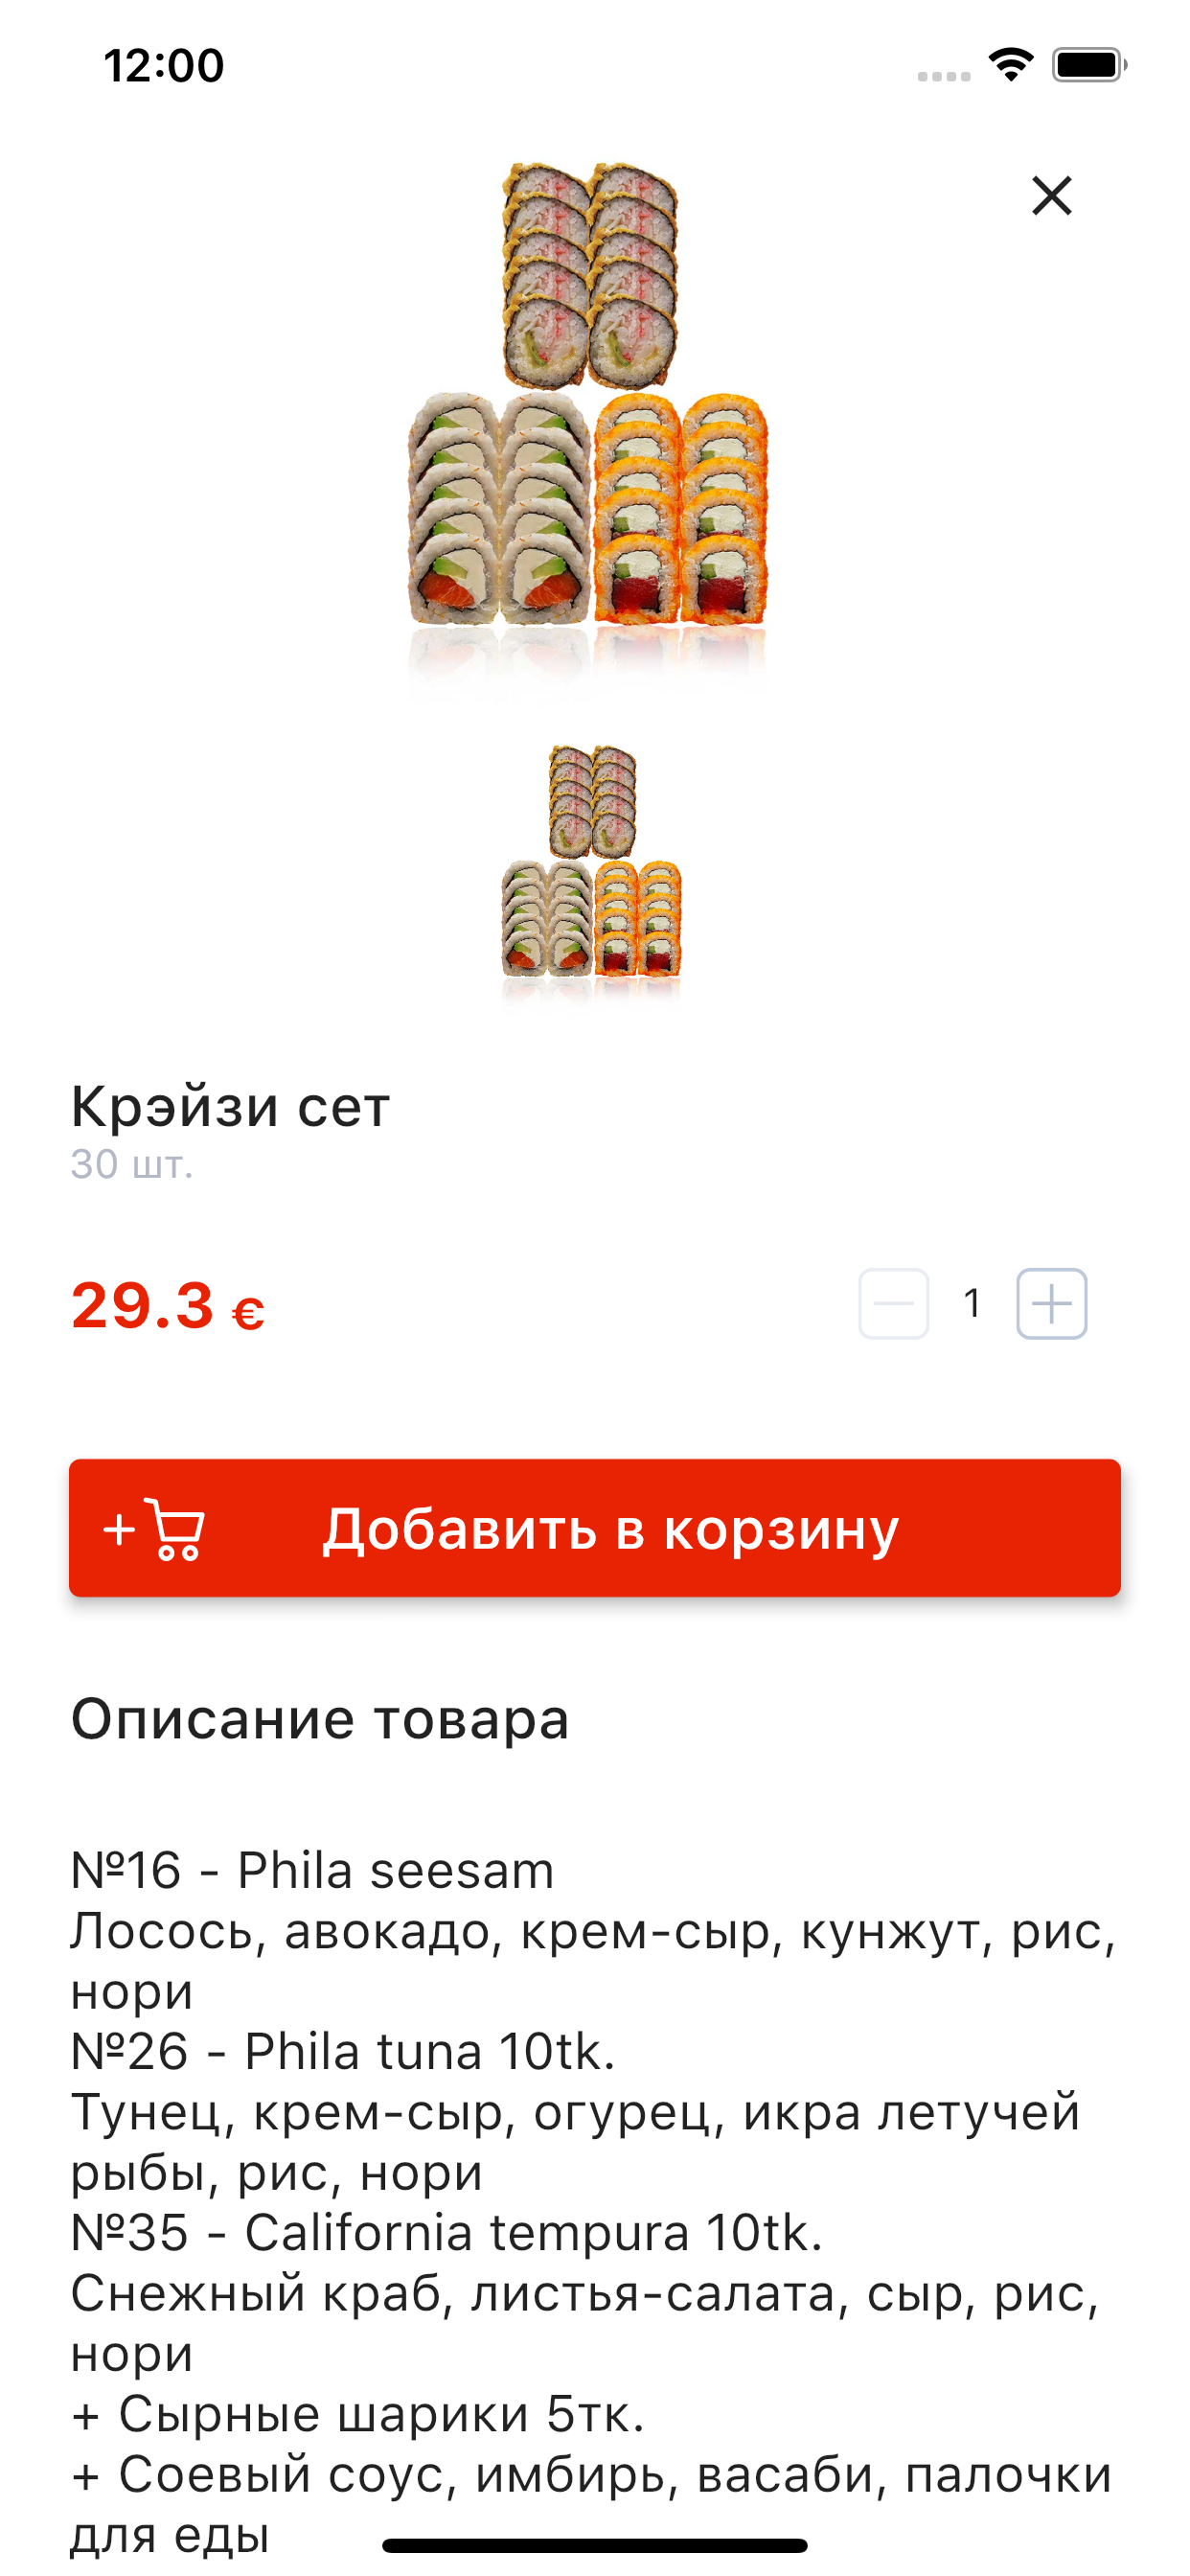 12:00
Крэйзи сет
30 шт.
29.3 €
1
Добавить в корзину
Описание товара
№16 - Phila seesam
Лосось, авокадо, крем-сыр, кунжут, рис,
нори
№26 - Phila tuna 10tk.
Тунец, крем-сыр, огурец, икра летучей
рыбы, рис, нори
№35 - California tempura 10tk.
Снежный краб, листья-салата, сыр, рис,
нори
+ Сырные шарики 5тк.
+ Соевый соус, имбирь, васаби, палочки
для еды